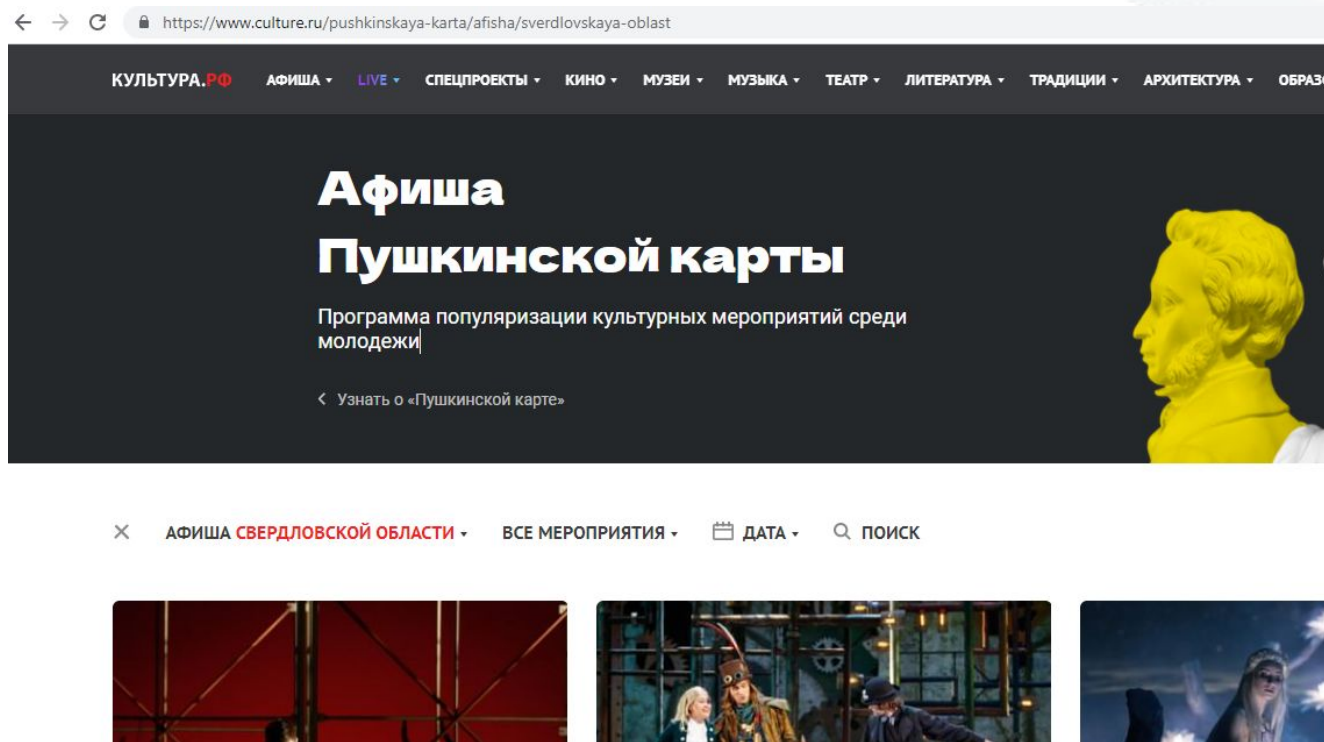 https://www.culture.ru/pushkinskaya-karta/afisha/sverdlovskaya-oblast
КУЛЬТУРА.РФ АФИША LIVE СПЕЦПРОЕКТЫ КИНО МУЗЕИ МУЗЫКА ТЕАТР ЛИТЕРАТУРА ТРАДИЦИИ АРХИТЕКТУРА
Афиша
Пушкинской карты
Программа популяризации культурных мероприятий среди
молодежи
Узнать о «Пушкинской карте»
АФИША СВЕРДЛОВСКОЙ ОБЛАСТИ ВСЕ МЕРОПРИЯТИЯ ДАТА ПОИСК